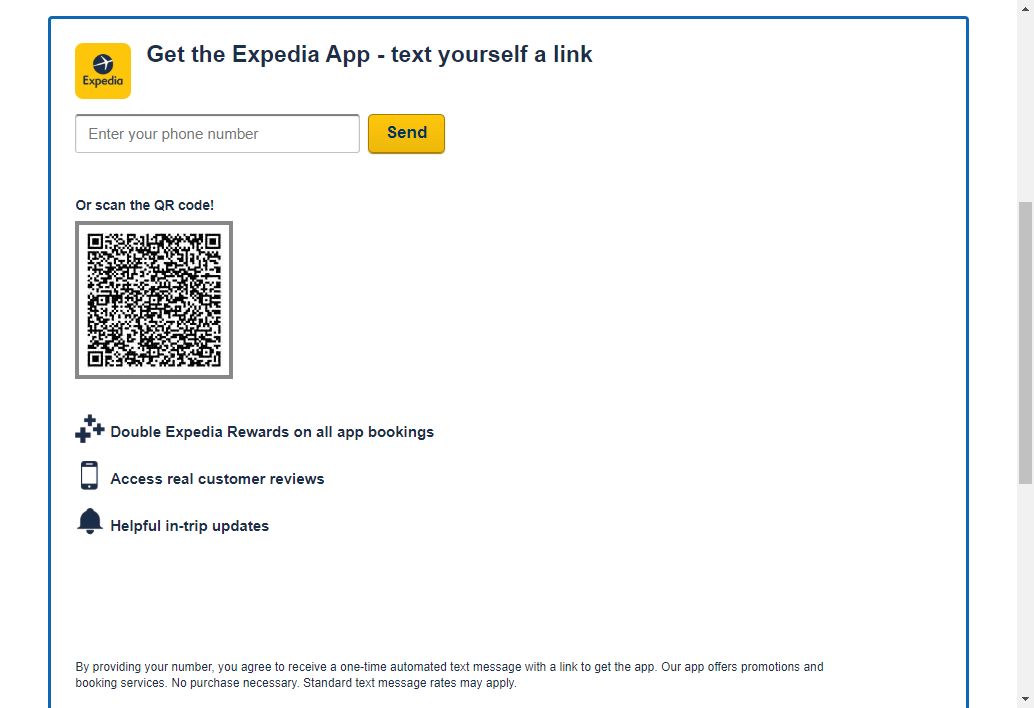 Get the Expedia App - text yourself a link
Expedia
Enter your phone number
Send
Or scan the QR code!
Double Expedia Rewards on all app bookings
Access real customer reviews
Helpful in-trip updates
By providing your number, you agree to receive a one-time automated text message with a link to get the app. Our app offers promotions and
booking services. No purchase necessary. Standard text message rates may apply.